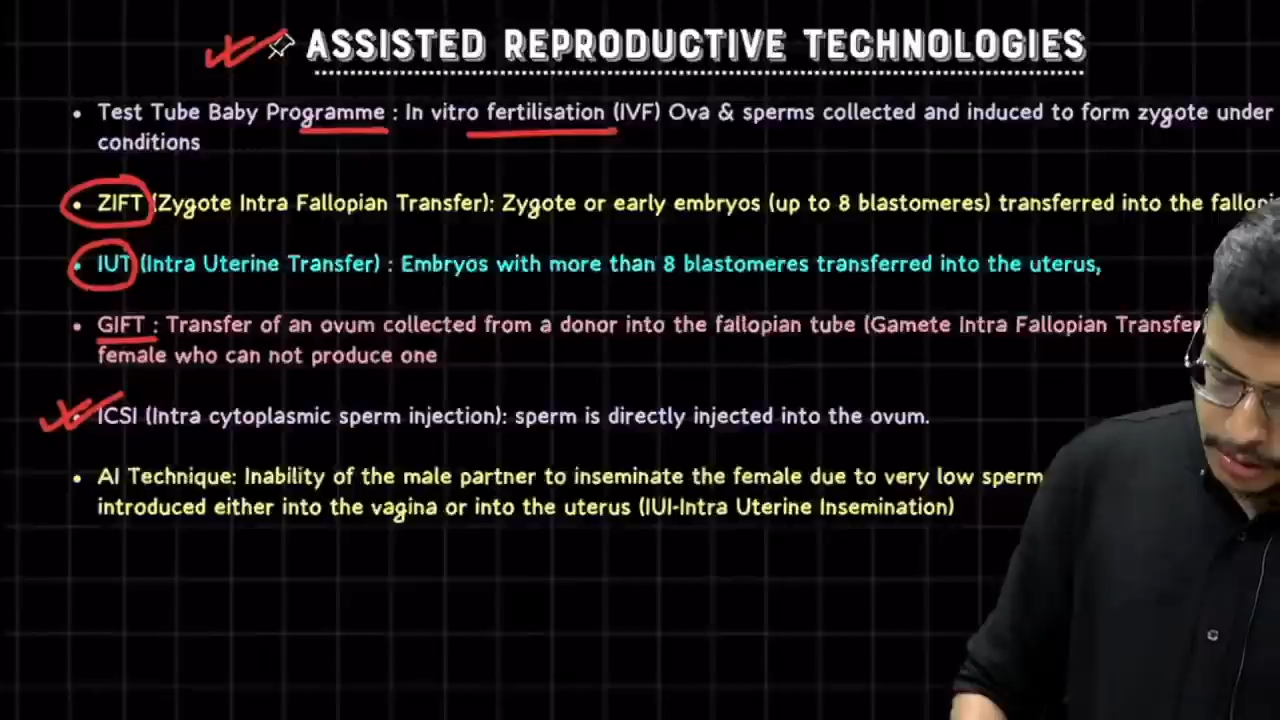 ASSISTED REPRODUCTIVE TECHNOLOGIES
• Test Tube Baby Programme : In vitro fertilisation (IVF) Ova & sperms collected and induced to form zygote under
conditions
• ZIFT (Zygote Intra Fallopian Transfer): Zygote or early embryos (up to 8 blastomeres) transferred into the
• IUT (Intra Uterine Transfer) : Embryos with more than 8 blastomeres transferred into the uterus,
• GIFT : Transfer of an ovum collected from a donor into the fallopian tube (Gamete Intra Fallopian Transfer
female who can not produce one
• ICSI (Intra cytoplasmic sperm injection): sperm is directly injected into the ovum.
• AI Technique: Inability of the male partner to inseminate the female due to very low sperm
introduced either into the vagina or into the uterus (IUI-Intra Uterine Insemination)